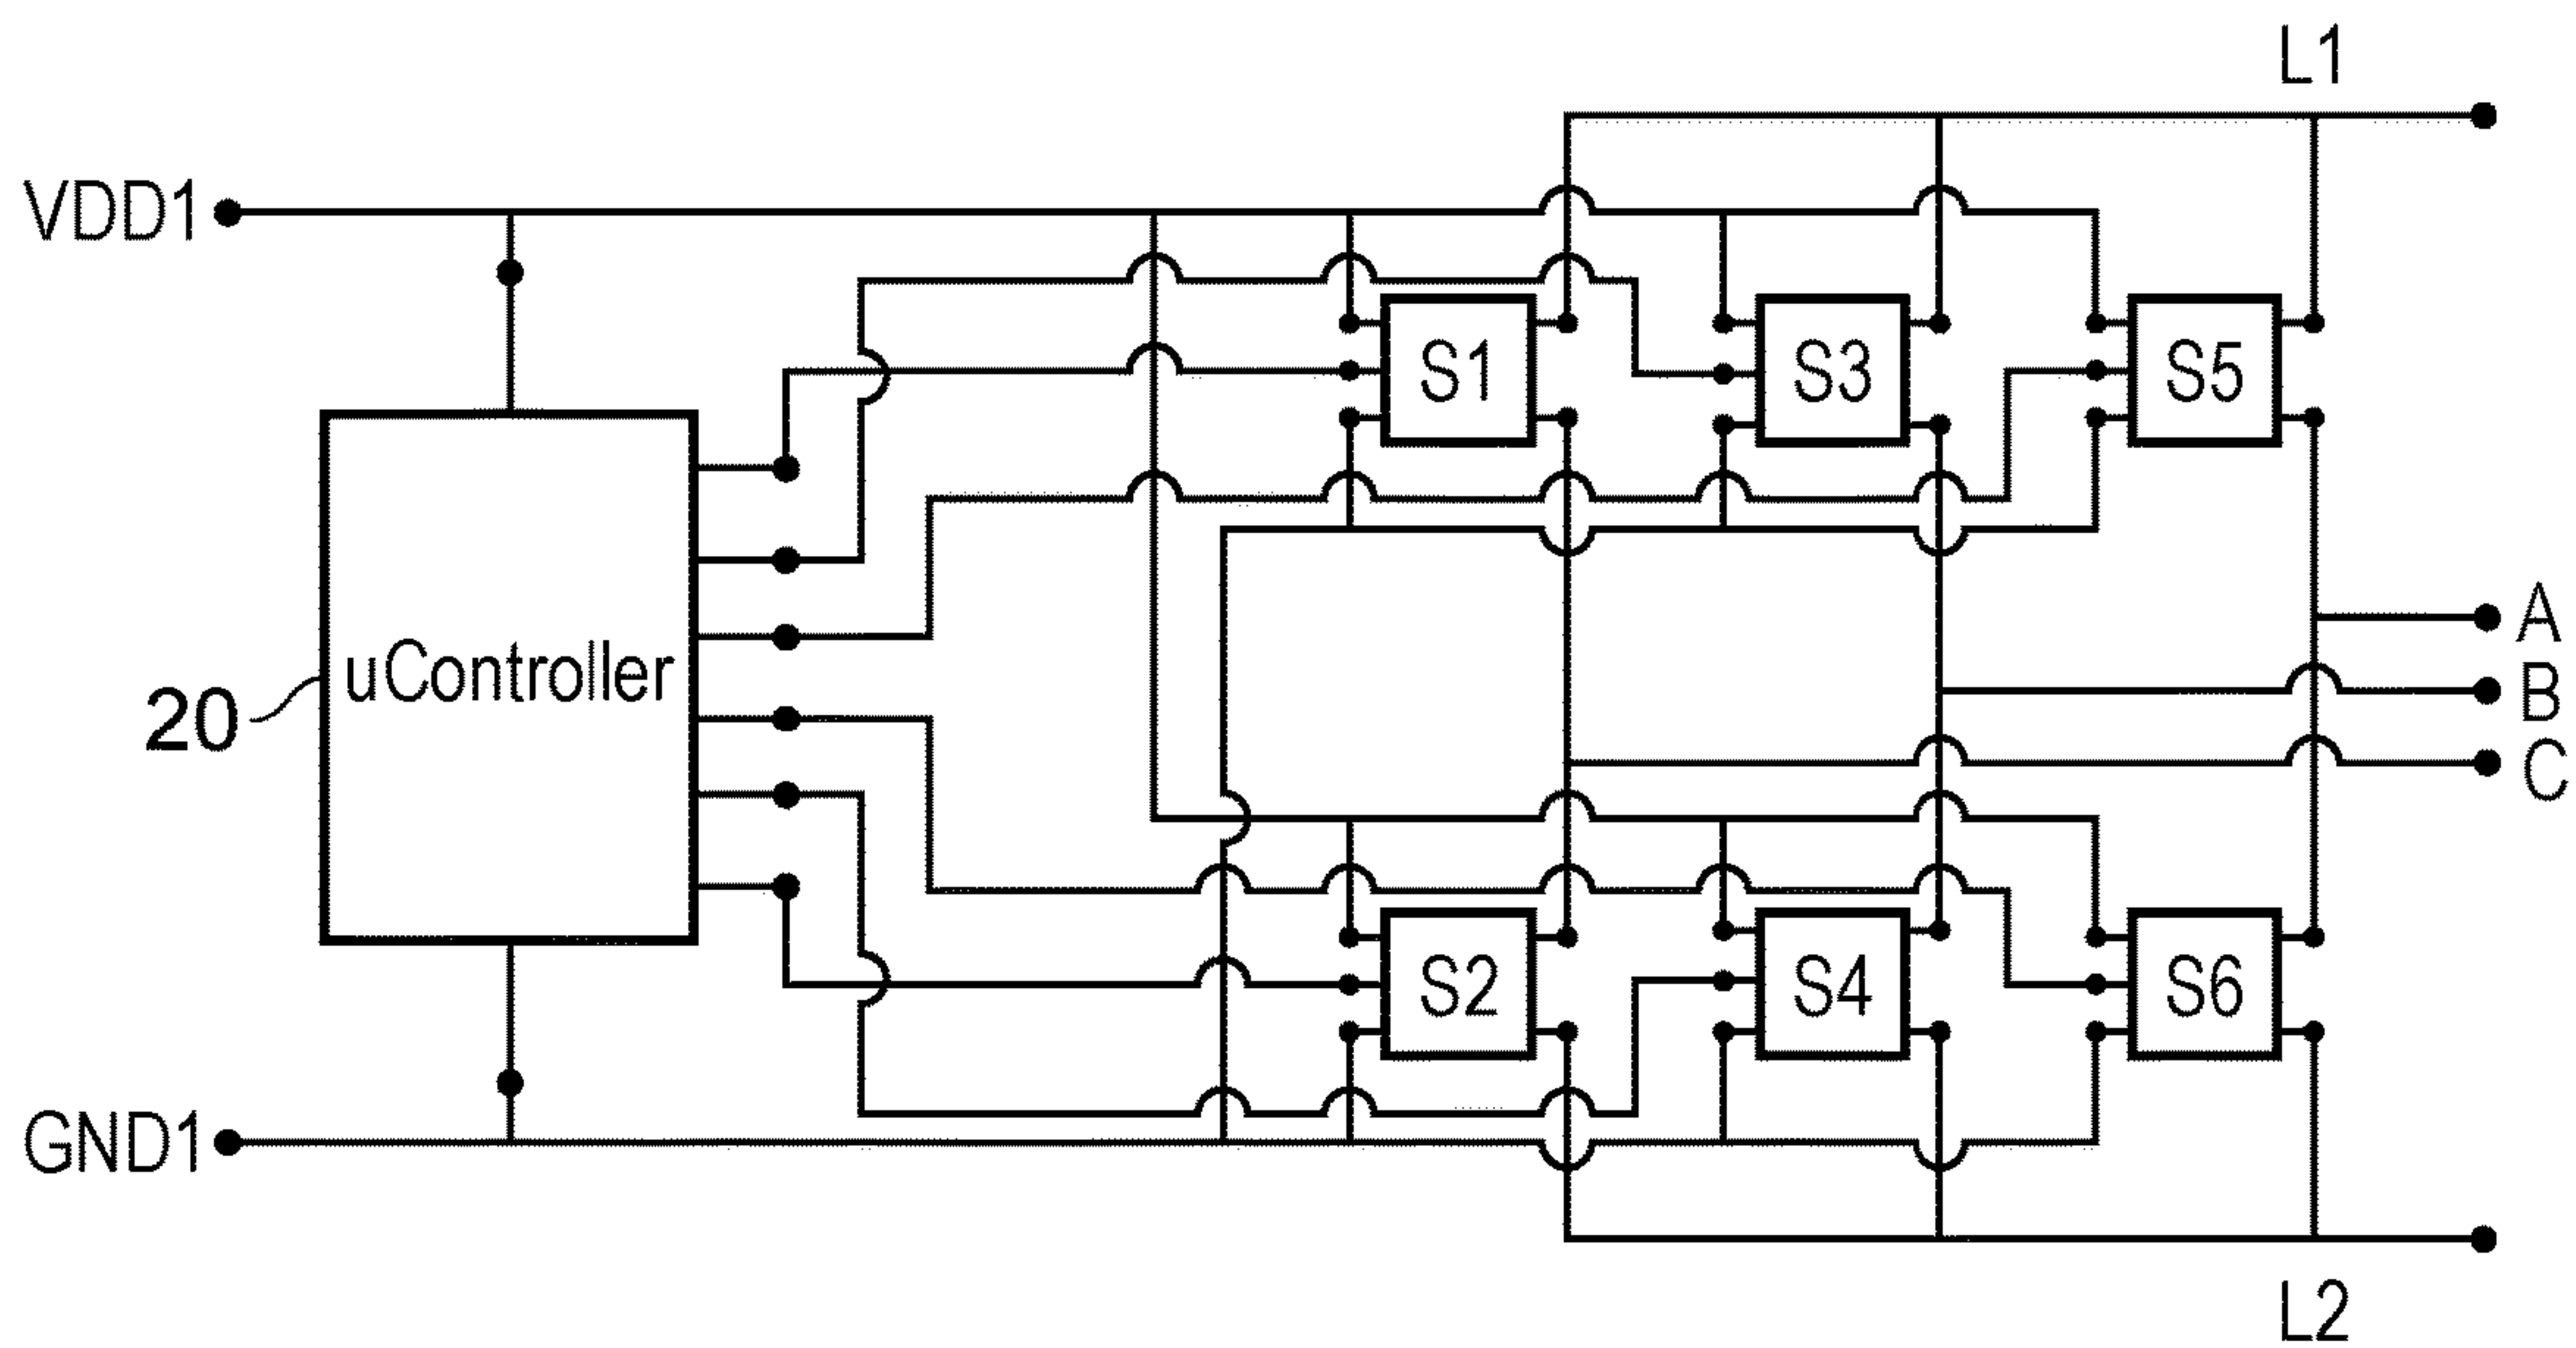 L1
VDD1
S1
S3
S5
A
uController
B
20
C
S2
S4
S6
GND1
L2